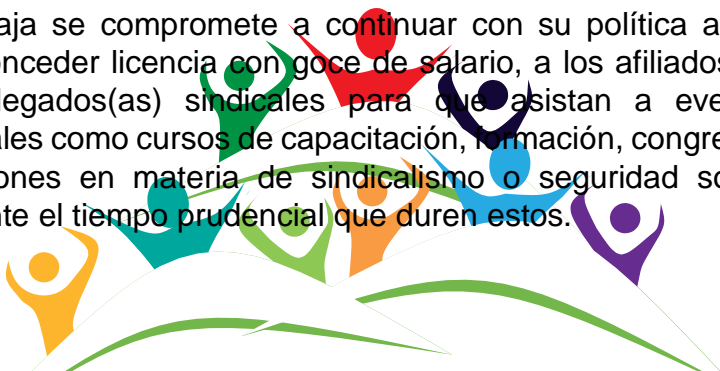 aja se compromete a continuar con su política a
onceder licencia con goce de salario, a los afiliados
legados(as) sindicales para que asistan a eve
ales como cursos de capacitación, formación, congre
ones en materia de sindicalismo o seguridad so
nte el tiempo prudencial que duren estos.